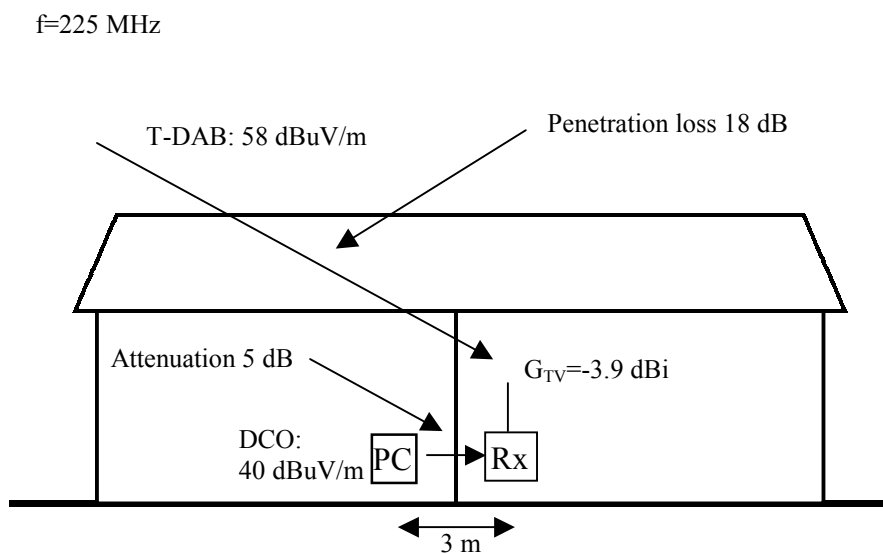 f=225 MHz
T-DAB: 58 dBuV/m
Penetration loss 18 dB
Attenuation 5 dB
G_TV=-3.9 dBi
DCO:
40 dBuV/m
PC
Rx
3 m